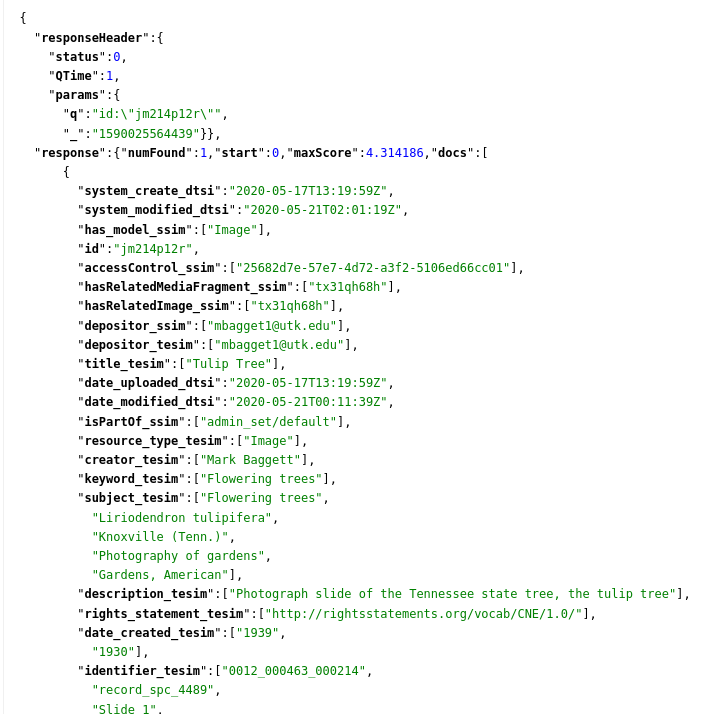 {
"responseHeader":{
"status":0,
"QTime":1,
"params":{
"q":"id:\"jm214p12r\"",
"_":"1590025564439"}},
"response":{"numFound":1,"start":0,"maxScore":4.314186,"docs":[
{
"system_create_dtsi":"2020-05-17T13:19:59Z",
"system_modified_dtsi":"2020-05-21T02:01:19Z",
"has_model_ssim":["Image"],
"id":"jm214p12r",
"accessControl_ssim":["25682d7e-57e7-4d72-a3f2-5106ed66cc01"],
"hasRelatedMediaFragment_ssim":["tx31qh68h"],
"hasRelatedImage_ssim":["tx31qh68h"],
"depositor_ssim":["mbagget1@utk.edu"],
"depositor_tesim":["mbagget1@utk.edu"],
"title_tesim":["Tulip Tree"],
"date_uploaded_dtsi":"2020-05-17T13:19:59Z",
"date_modified_dtsi":"2020-05-21T00:11:39Z",
"isPartOf_ssim":["admin_set/default"],
"resource_type_tesim":["Image"],
"creator_tesim":["Mark Baggett"],
"keyword_tesim":["Flowering trees"],
"subject_tesim":["Flowering trees",
"Liriodendron tulipifera",
"Knoxville (Tenn.)",
"Photography of gardens",
"Gardens, American"],
"description_tesim":["Photograph slide of the Tennessee state tree, the tulip tree"],
"rights_statement_tesim":["http://rightsstatements.org/vocab/CNE/1.0/"],
"date_created_tesim":["1939",
"1930"],
"identifier_tesim":["0012_000463_000214",
"record_spc_4489",
"Slide 1",